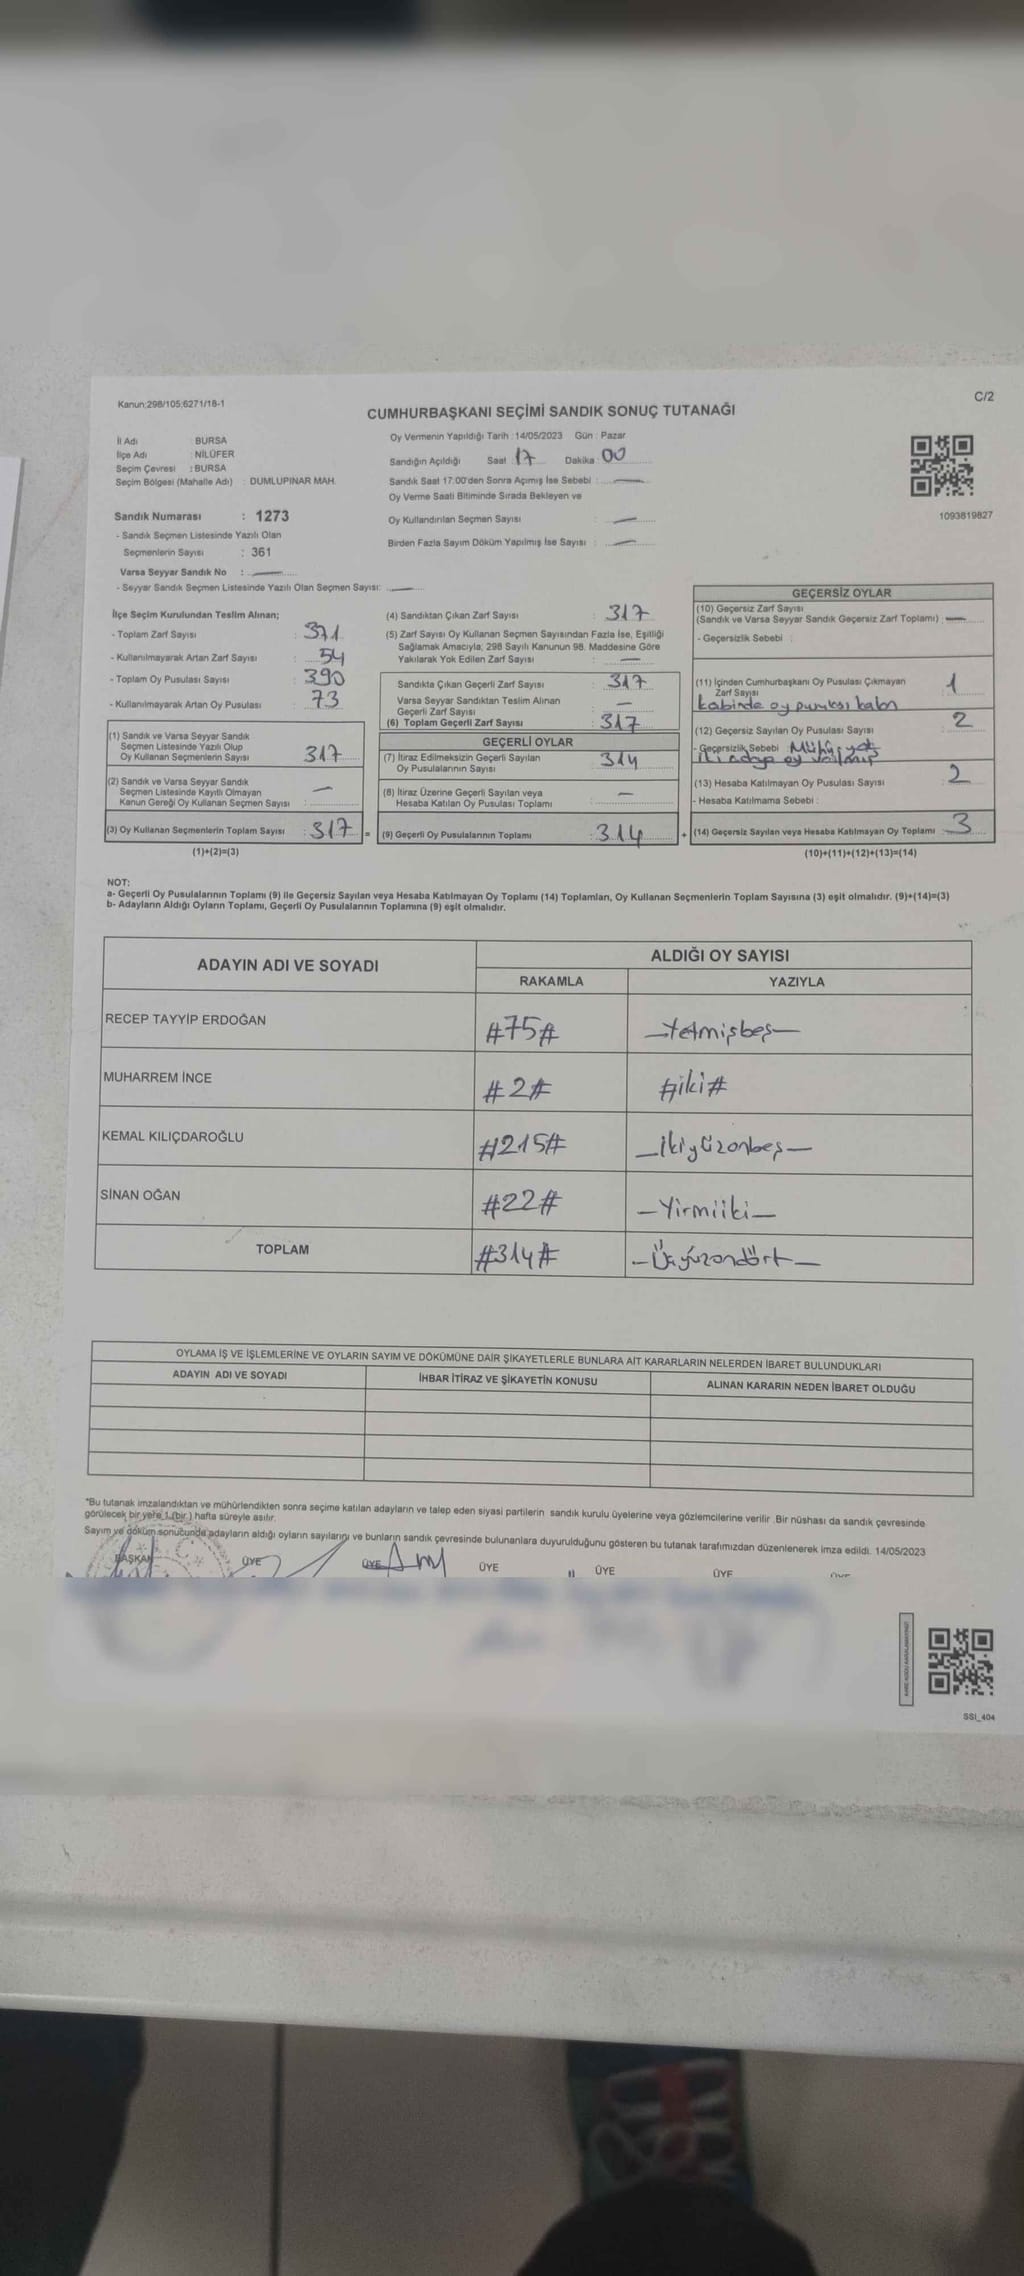 Kanun:298/105;6271/18-1
C/2
CUMHURBAŞKANI SEÇİMİ SANDIK SONUÇ TUTANAĞI
İl Adı : BURSA
İlçe Adı : NİLÜFER
Seçim Çevresi : BURSA
Seçim Bölgesi (Mahalle Adı) : DUMLUPINAR MAH.
Sandık Numarası : 1273
- Sandık Seçmen Listesinde Yazılı Olan
Seçmenlerin Sayısı : 361
Varsa Seyyar Sandık No : —
- Seyyar Sandık Seçmen Listesinde Yazılı Olan Seçmen Sayısı: —
Oy Vermenin Yapıldığı Tarih : 14/05/2023 Gün : Pazar
Sandığın Açıldığı Saat : 17 Dakika : 00
Sandık Saat 17.00'den Sonra Açımış İse Sebebi : —
Oy Verme Saati Bitiminde Sırada Bekleyen ve
Oy Kullandırılan Seçmen Sayısı : —
Birden Fazla Sayım Döküm Yapılmış İse Sayısı : —
1093819827
İlçe Seçim Kurulundan Teslim Alınan;
- Toplam Zarf Sayısı : 371
- Kullanılmayarak Artan Zarf Sayısı : 54
- Toplam Oy Pusulası Sayısı : 390
- Kullanılmayarak Artan Oy Pusulası : 73
(1) Sandık ve Varsa Seyyar Sandık
Seçmen Listesinde Yazılı Olup
Oy Kullanan Seçmenlerin Sayısı : 317
(2) Sandık ve Varsa Seyyar Sandık
Seçmen Listesinde Kayıtlı Olmayan
Kanun Gereği Oy Kullanan Seçmen Sayısı : —
(3) Oy Kullanan Seçmenlerin Toplam Sayısı : 317 =
(1)+(2)=(3)
(4) Sandıktan Çıkan Zarf Sayısı : 317
(5) Zarf Sayısı Oy Kullanan Seçmen Sayısından Fazla İse, Eşitliği
Sağlamak Amacıyla; 298 Sayılı Kanunun 98. Maddesine Göre
Yakılarak Yok Edilen Zarf Sayısı : —
Sandıkta Çıkan Geçerli Zarf Sayısı : 317
Varsa Seyyar Sandıktan Teslim Alınan
Geçerli Zarf Sayısı : —
(6) Toplam Geçerli Zarf Sayısı : 317
GEÇERLİ OYLAR
(7) İtiraz Edilmeksizin Geçerli Sayılan
Oy Pusulalarının Sayısı : 314
(8) İtiraz Üzerine Geçerli Sayılan veya
Hesaba Katılan Oy Pusulası Toplamı : —
(9) Geçerli Oy Pusulalarının Toplamı : 314 +
GEÇERSİZ OYLAR
(10) Geçersiz Zarf Sayısı
(Sandık ve Varsa Seyyar Sandık Geçersiz Zarf Toplamı) : —
- Geçersizlik Sebebi :
(11) İçinden Cumhurbaşkanı Oy Pusulası Çıkmayan
Zarf Sayısı : 1
kabinde oy
(12) Geçersiz Sayılan Oy Pusulası Sayısı : 2
- Geçersizlik Sebebi Mühür yok
iki adaya oy
(13) Hesaba Katılmayan Oy Pusulası Sayısı : 2
- Hesaba Katılmama Sebebi :
(14) Geçersiz Sayılan veya Hesaba Katılmayan Oy Toplamı : 3
(10)+(11)+(12)+(13)=(14)
NOT:
a- Geçerli Oy Pusulalarının Toplamı (9) ile Geçersiz Sayılan veya Hesaba Katılmayan Oy Toplamı (14) Toplamları, Oy Kullanan Seçmenlerin Toplam Sayısına (3) eşit olmalıdır. (9)+(14)=(3)
b- Adayların Aldığı Oyların Toplamı, Geçerli Oy Pusulalarının Toplamına (9) eşit olmalıdır.
ADAYIN ADI VE SOYADI ALDIĞI OY SAYISI
RAKAMLA YAZIYLA
RECEP TAYYİP ERDOĞAN #75# —Yetmişbeş—
MUHARREM İNCE #2# #iki#
KEMAL KILIÇDAROĞLU #215# —İkiyüzonbeş—
SİNAN OĞAN #22# —Yirmiiki—
TOPLAM #314# —Üçyüzondört—
OYLAMA İŞ VE İŞLEMLERİNE VE OYLARIN SAYIM VE DÖKÜMÜNE DAİR ŞİKAYETLERLE BUNLARA AİT KARARLARIN NELERDEN İBARET BULUNDUKLARI
ADAYIN ADI VE SOYADI İHBAR İTİRAZ VE ŞİKAYETİN KONUSU ALINAN KARARIN NEDEN İBARET OLDUĞU
*Bu tutanak imzalandıktan ve mühürlendikten sonra seçime katılan adayların ve talep eden siyasi partilerin sandık kurulu üyelerine veya gözlemcilerine verilir. Bir nüshası da sandık çevresinde
görülecek bir yere 1 (bir) hafta süreyle asılır.
Sayım ve döküm sonucunda adayların aldığı oyların sayılarını ve bunların sandık çevresinde bulunanlara duyurulduğunu gösteren bu tutanak tarafımızdan düzenlenerek imza edildi. 14/05/2023
BAŞKAN ÜYE ÜYE ÜYE ÜYE ÜYE ÜYE
SSI_404